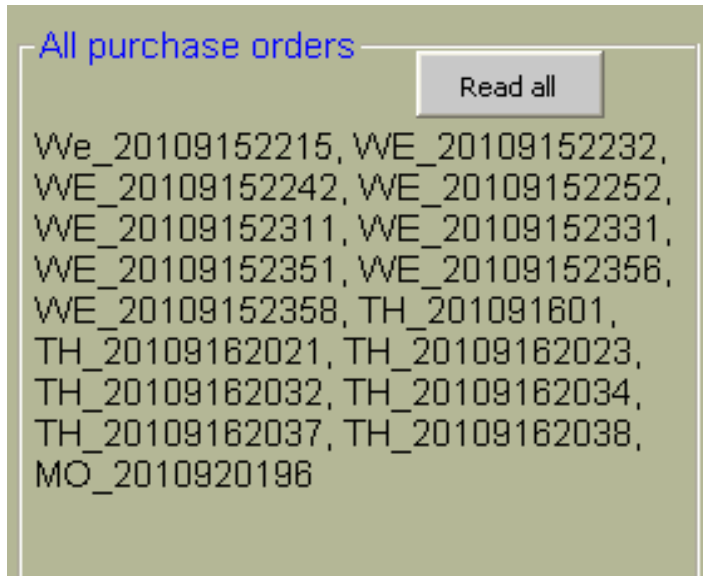 All purchase orders
Read all
We_20109152215, WE_20109152232,
WE_20109152242, WE_20109152252,
WE_20109152311, WE_20109152331,
WE_20109152351, WE_20109152356,
WE_20109152358, TH_201091601,
TH_20109162021, TH_20109162023,
TH_20109162032, TH_20109162034,
TH_20109162037, TH_20109162038,
MO_2010920196